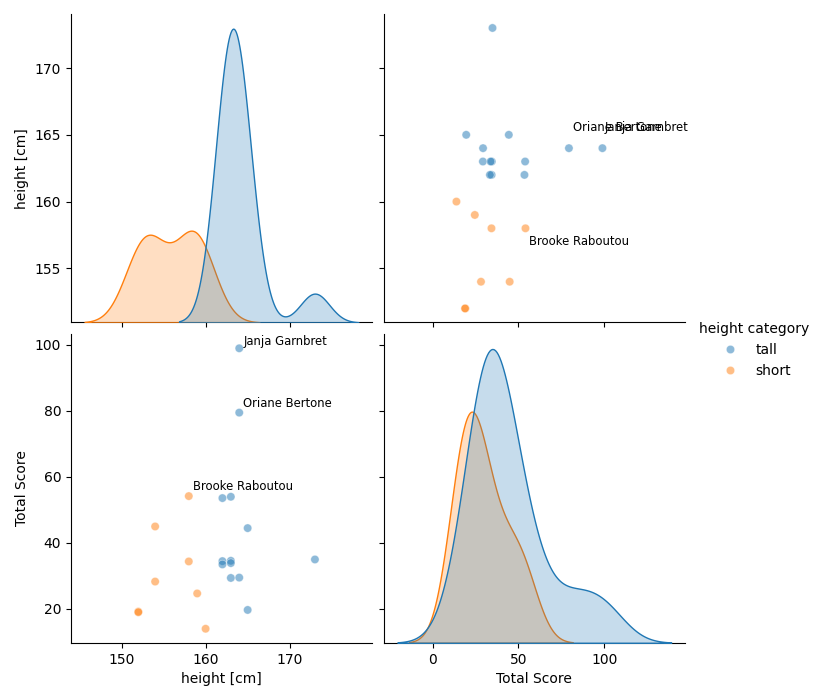 170
165
160
155
height [cm]
Oriane Bertone
Janja Garnbret
Brooke Raboutou
height category
tall
short
100
80
60
40
20
Total Score
Janja Garnbret
Oriane Bertone
Brooke Raboutou
150
160
170
height [cm]
0
50
100
Total Score